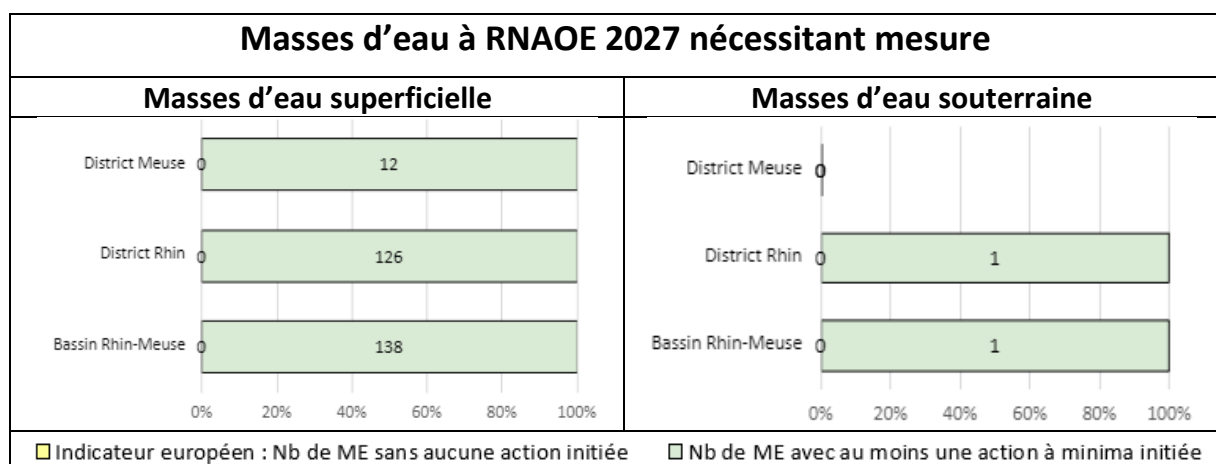 Masses d'eau à RNAOE 2027 nécessitant mesure
Masses d'eau superficielle
Masses d'eau souterraine
District Meuse 0 12
District Rhin 0 126
Bassin Rhin-Meuse 0 138
0% 20% 40% 60% 80% 100%
District Meuse 0
District Rhin 0 1
Bassin Rhin-Meuse 0 1
0% 20% 40% 60% 80% 100%
Indicateur européen : Nb de ME sans aucune action initiée
Nb de ME avec au moins une action à minima initiée